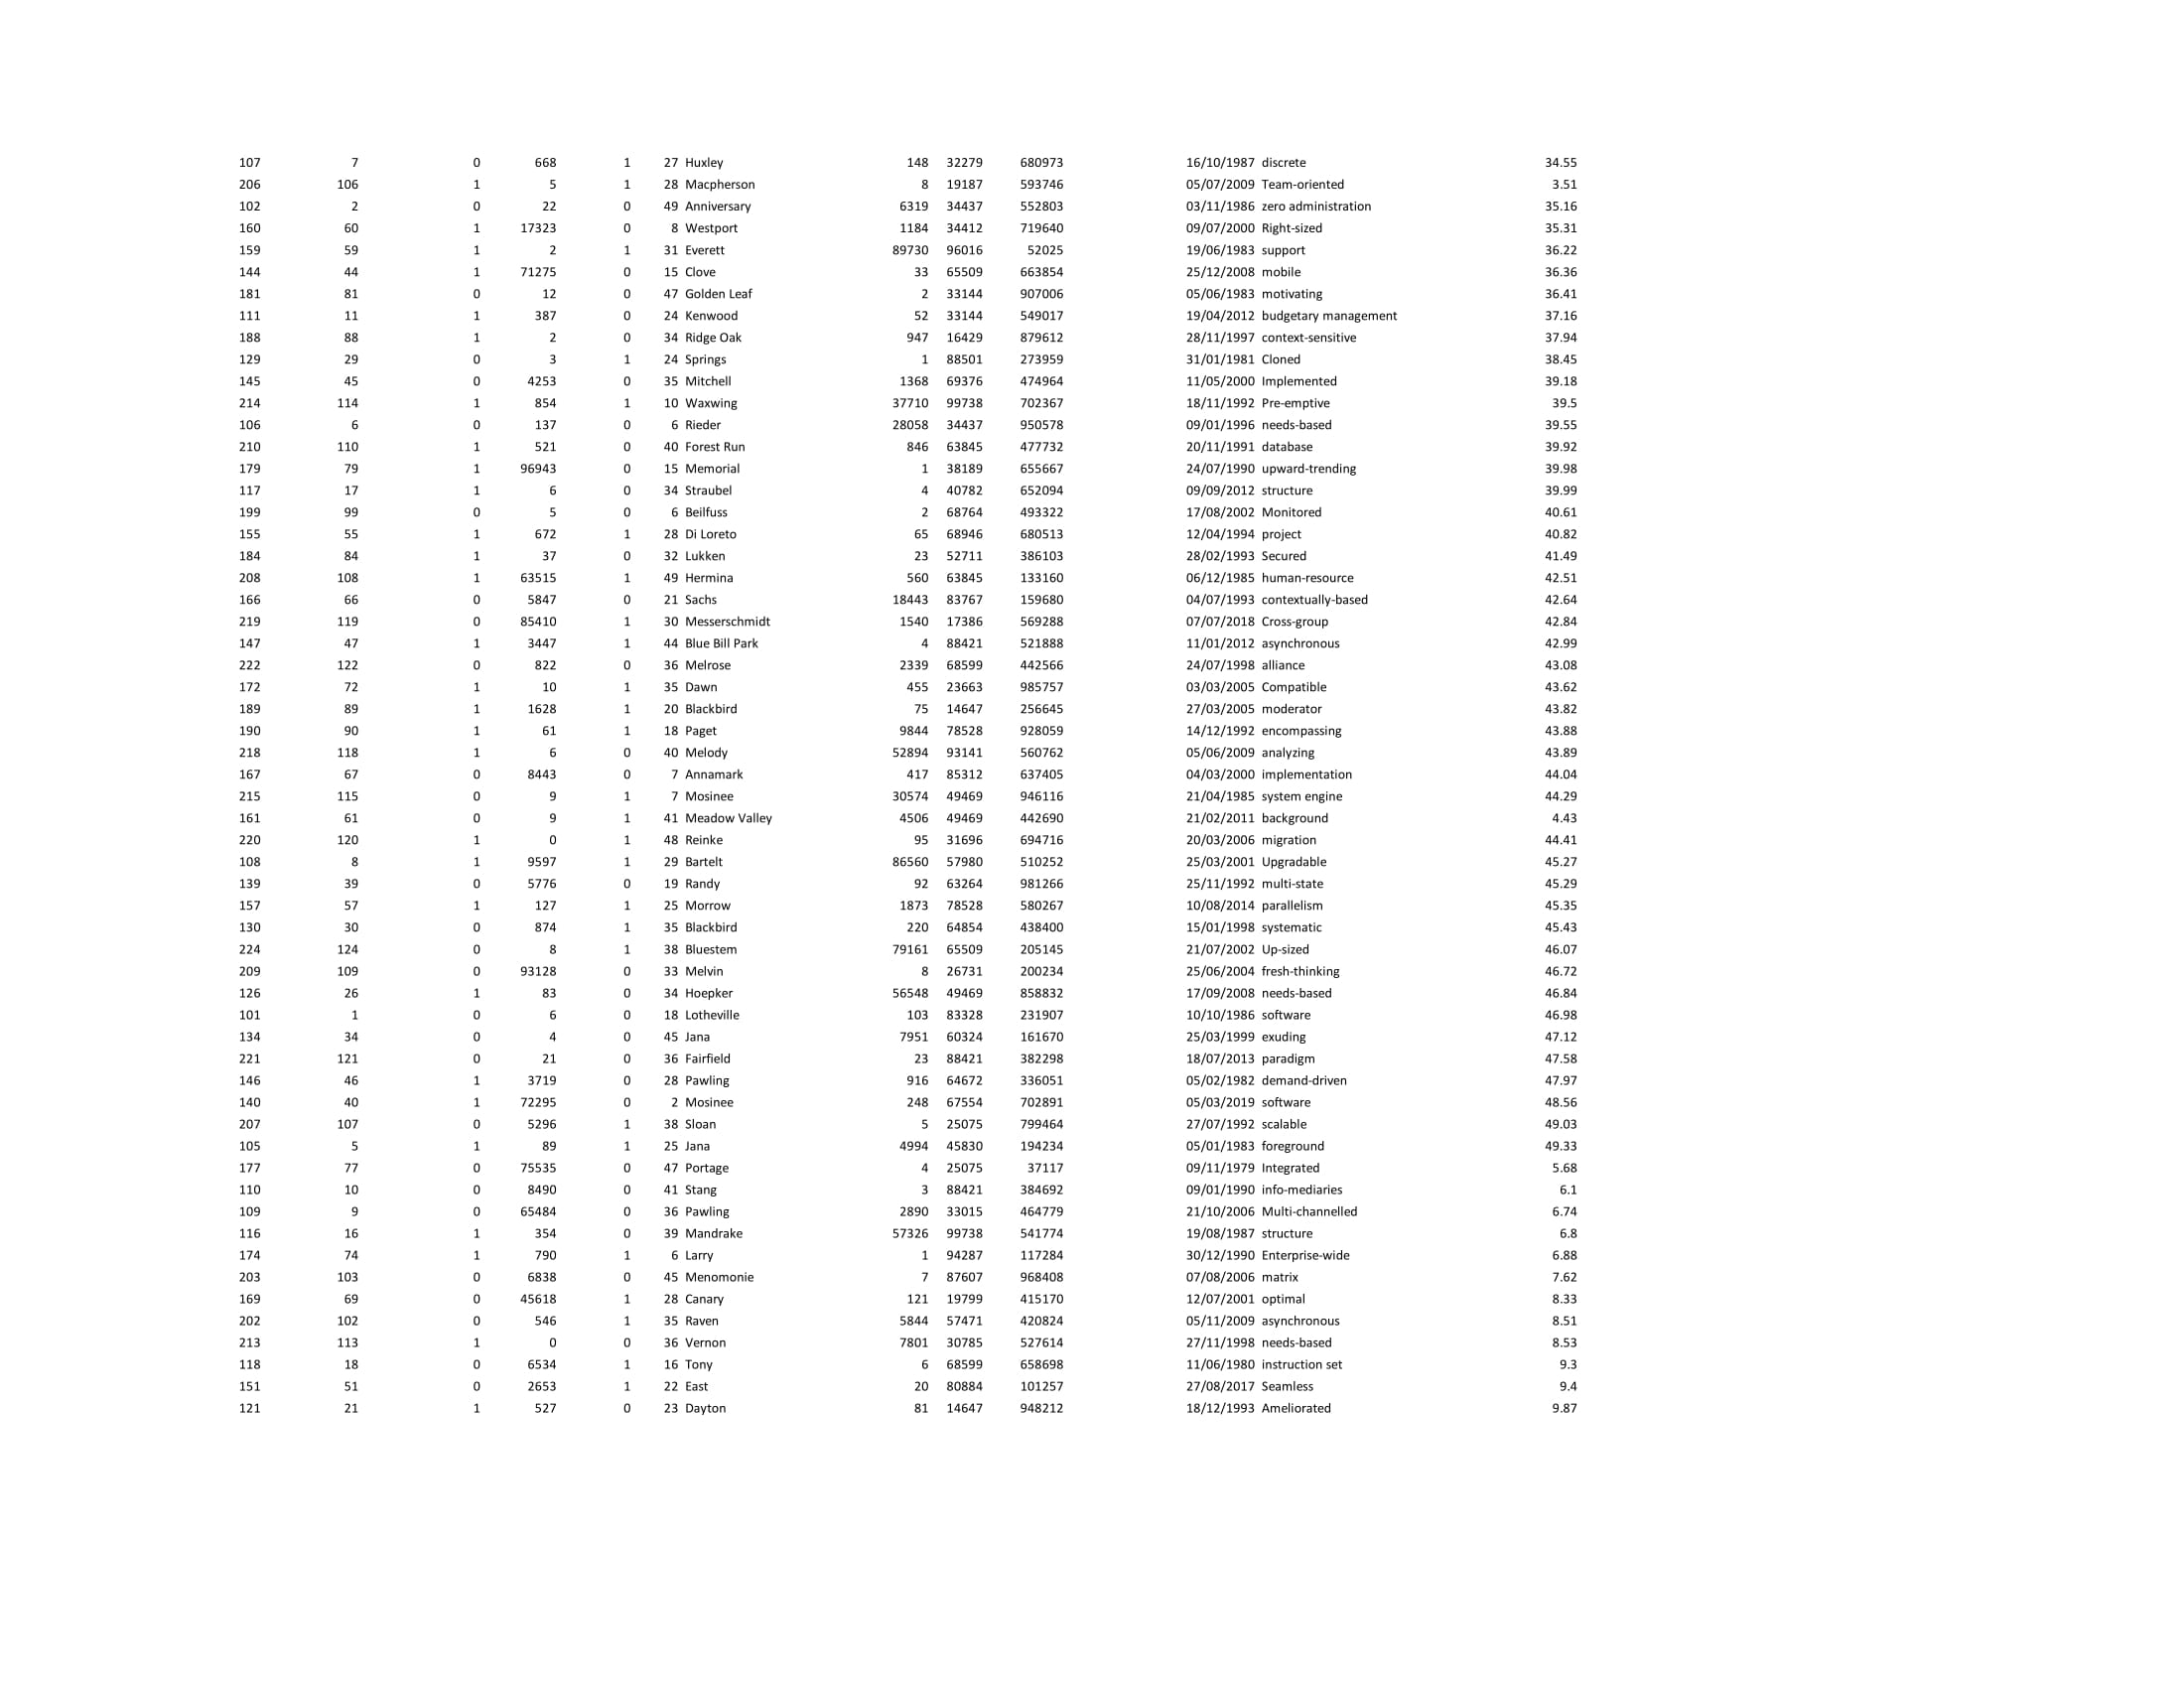 107 7 0 668 1 27 Huxley 148 32279 680973 16/10/1987 discrete 34.55
206 106 1 5 1 28 Macpherson 8 19187 593746 05/07/2009 Team-oriented 3.51
102 2 0 22 0 49 Anniversary 6319 34437 552803 03/11/1986 zero administration 35.16
160 60 1 17323 0 8 Westport 1184 34412 719640 09/07/2000 Right-sized 35.31
159 59 1 2 1 31 Everett 89730 96016 52025 19/06/1983 support 36.22
144 44 1 71275 0 15 Clove 33 65509 663854 25/12/2008 mobile 36.36
181 81 0 12 0 47 Golden Leaf 2 33144 907006 05/06/1983 motivating 36.41
111 11 1 387 0 24 Kenwood 52 33144 549017 19/04/2012 budgetary management 37.16
188 88 1 2 0 34 Ridge Oak 947 16429 879612 28/11/1997 context-sensitive 37.94
129 29 0 3 1 24 Springs 1 88501 273959 31/01/1981 Cloned 38.45
145 45 0 4253 0 35 Mitchell 1368 69376 474964 11/05/2000 Implemented 39.18
214 114 1 854 1 10 Waxwing 37710 99738 702367 18/11/1992 Pre-emptive 39.5
106 6 0 137 0 6 Rieder 28058 34437 950578 09/01/1996 needs-based 39.55
210 110 1 521 0 40 Forest Run 846 63845 477732 20/11/1991 database 39.92
179 79 1 96943 0 15 Memorial 1 38189 655667 24/07/1990 upward-trending 39.98
117 17 1 6 0 34 Straubel 4 40782 652094 09/09/2012 structure 39.99
199 99 0 5 0 6 Beilfuss 2 68764 493322 17/08/2002 Monitored 40.61
155 55 1 672 1 28 Di Loreto 65 68946 680513 12/04/1994 project 40.82
184 84 1 37 0 32 Lukken 23 52711 386103 28/02/1993 Secured 41.49
208 108 1 63515 1 49 Hermina 560 63845 133160 06/12/1985 human-resource 42.51
166 66 0 5847 0 21 Sachs 18443 83767 159680 04/07/1993 contextually-based 42.64
219 119 0 85410 1 30 Messerschmidt 1540 17386 569288 07/07/2018 Cross-group 42.84
147 47 1 3447 1 44 Blue Bill Park 4 88421 521888 11/01/2012 asynchronous 42.99
222 122 0 822 0 36 Melrose 2339 68599 442566 24/07/1998 alliance 43.08
172 72 1 10 1 35 Dawn 455 23663 985757 03/03/2005 Compatible 43.62
189 89 1 1628 1 20 Blackbird 75 14647 256645 27/03/2005 moderator 43.82
190 90 1 61 1 18 Paget 9844 78528 928059 14/12/1992 encompassing 43.88
218 118 1 6 0 40 Melody 52894 93141 560762 05/06/2009 analyzing 43.89
167 67 0 8443 0 7 Annamark 417 85312 637405 04/03/2000 implementation 44.04
215 115 0 9 1 7 Mosinee 30574 49469 946116 21/04/1985 system engine 44.29
161 61 0 9 1 41 Meadow Valley 4506 49469 442690 21/02/2011 background 4.43
220 120 1 0 1 48 Reinke 95 31696 694716 20/03/2006 migration 44.41
108 8 1 9597 1 29 Bartelt 86560 57980 510252 25/03/2001 Upgradable 45.27
139 39 0 5776 0 19 Randy 92 63264 981266 25/11/1992 multi-state 45.29
157 57 1 127 1 25 Morrow 1873 78528 580267 10/08/2014 parallelism 45.35
130 30 0 874 1 35 Blackbird 220 64854 438400 15/01/1998 systematic 45.43
224 124 0 8 1 38 Bluestem 79161 65509 205145 21/07/2002 Up-sized 46.07
209 109 0 93128 0 33 Melvin 8 26731 200234 25/06/2004 fresh-thinking 46.72
126 26 1 83 0 34 Hoepker 56548 49469 858832 17/09/2008 needs-based 46.84
101 1 0 6 0 18 Lotheville 103 83328 231907 10/10/1986 software 46.98
134 34 0 4 0 45 Jana 7951 60324 161670 25/03/1999 exuding 47.12
221 121 0 21 0 36 Fairfield 23 88421 382298 18/07/2013 paradigm 47.58
146 46 1 3719 0 28 Pawling 916 64672 336051 05/02/1982 demand-driven 47.97
140 40 1 72295 0 2 Mosinee 248 67554 702891 05/03/2019 software 48.56
207 107 0 5296 1 38 Sloan 5 25075 799464 27/07/1992 scalable 49.03
105 5 1 89 1 25 Jana 4994 45830 194234 05/01/1983 foreground 49.33
177 77 0 75535 0 47 Portage 4 25075 37117 09/11/1979 Integrated 5.68
110 10 0 8490 0 41 Stang 3 88421 384692 09/01/1990 info-mediaries 6.1
109 9 0 65484 0 36 Pawling 2890 33015 464779 21/10/2006 Multi-channelled 6.74
116 16 1 354 0 39 Mandrake 57326 99738 541774 19/08/1987 structure 6.8
174 74 1 790 1 6 Larry 1 94287 117284 30/12/1990 Enterprise-wide 6.88
203 103 0 6838 0 45 Menomonie 7 87607 968408 07/08/2006 matrix 7.62
169 69 0 45618 1 28 Canary 121 19799 415170 12/07/2001 optimal 8.33
202 102 0 546 1 35 Raven 5844 57471 420824 05/11/2009 asynchronous 8.51
213 113 1 0 0 36 Vernon 7801 30785 527614 27/11/1998 needs-based 8.53
118 18 0 6534 1 16 Tony 6 68599 658698 11/06/1980 instruction set 9.3
151 51 0 2653 1 22 East 20 80884 101257 27/08/2017 Seamless 9.4
121 21 1 527 0 23 Dayton 81 14647 948212 18/12/1993 Ameliorated 9.87